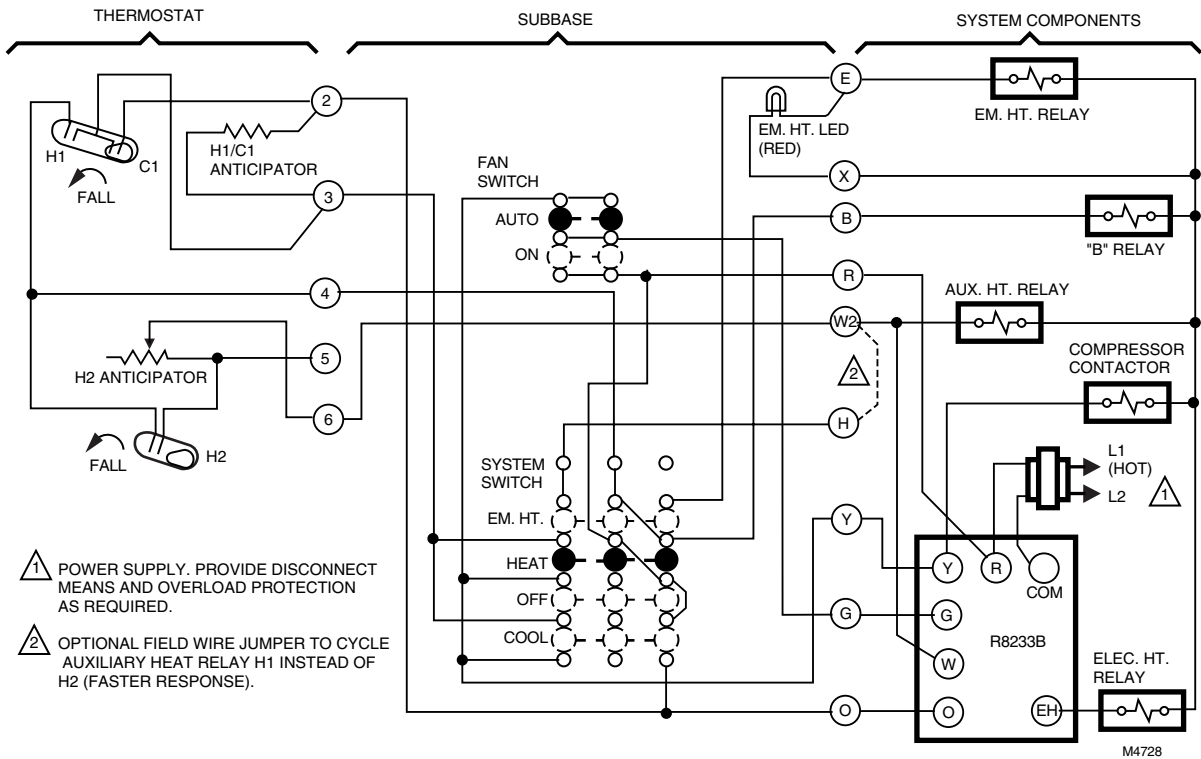 THERMOSTAT
SUBBASE
SYSTEM COMPONENTS
2
E
EM. HT. RELAY
H1
C1
FALL
H1/C1
ANTICIPATOR
EM. HT. LED
(RED)
FAN
SWITCH
X
3
AUTO
B
"B" RELAY
ON
R
4
AUX. HT. RELAY
W2
5
H2 ANTICIPATOR
2
COMPRESSOR
CONTACTOR
6
H
H2
FALL
SYSTEM
SWITCH
L1
(HOT)
L2
1
EM. HT.
Y
HEAT
Y
R
COM
1 POWER SUPPLY. PROVIDE DISCONNECT
MEANS AND OVERLOAD PROTECTION
AS REQUIRED.
OFF
G
G
R8233B
2 OPTIONAL FIELD WIRE JUMPER TO CYCLE
AUXILIARY HEAT RELAY H1 INSTEAD OF
H2 (FASTER RESPONSE).
COOL
W
ELEC. HT.
RELAY
O
O
EH
M4728